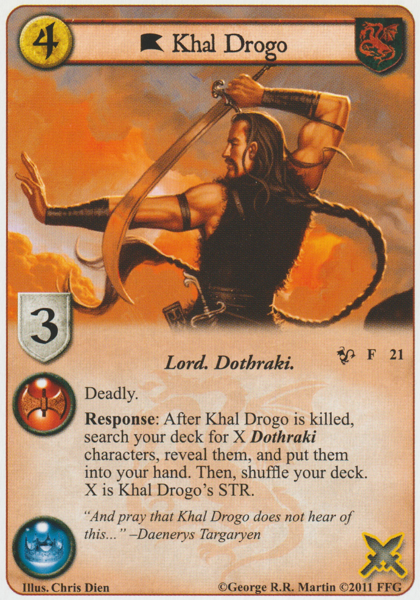 4
Khal Drogo
3
Lord. Dothraki.
F 21
Deadly.
Response: After Khal Drogo is killed,
search your deck for X Dothraki
characters, reveal them, and put them
into your hand. Then, shuffle your deck.
X is Khal Drogo's STR.
“And pray that Khal Drogo does not hear of
this...” –Daenerys Targaryen
Illus. Chris Dien
©George R.R. Martin ©2011 FFG